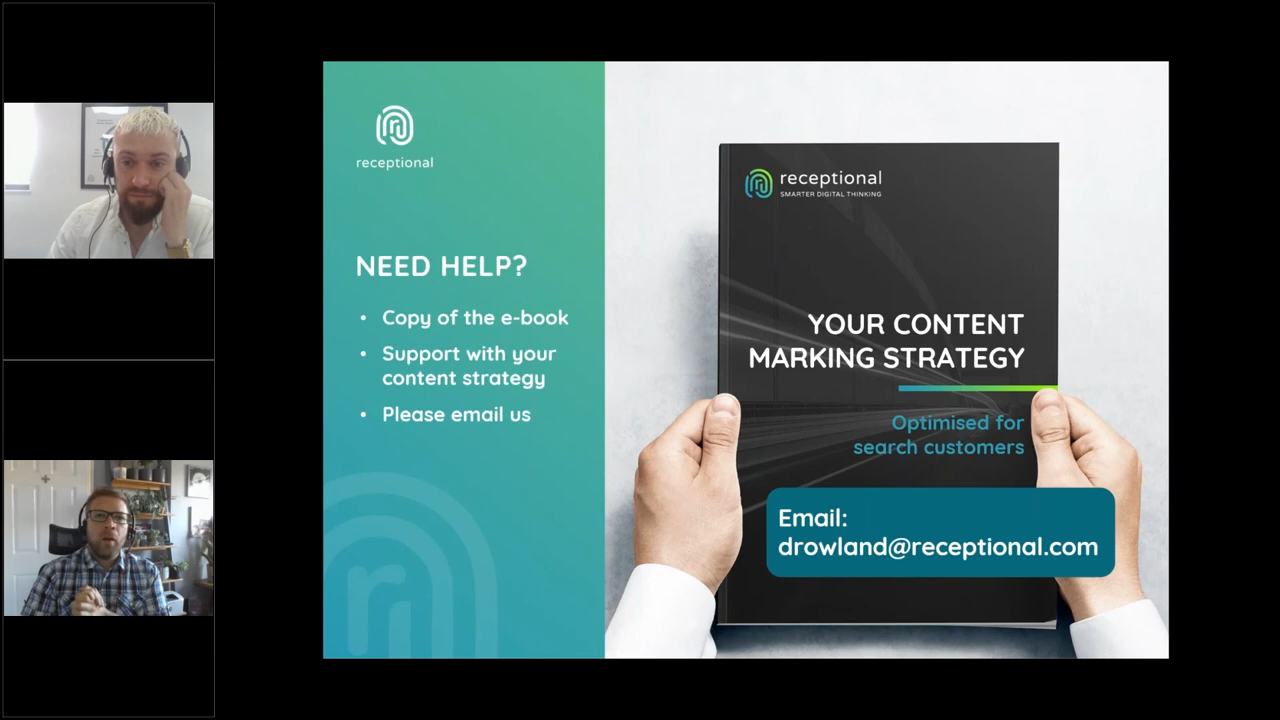 receptional
NEED HELP?
• Copy of the e-book
• Support with your
content strategy
• Please email us
receptional
SMARTER DIGITAL THINKING
YOUR CONTENT
MARKING STRATEGY
Optimised for
search customers
Email:
drowland@receptional.com